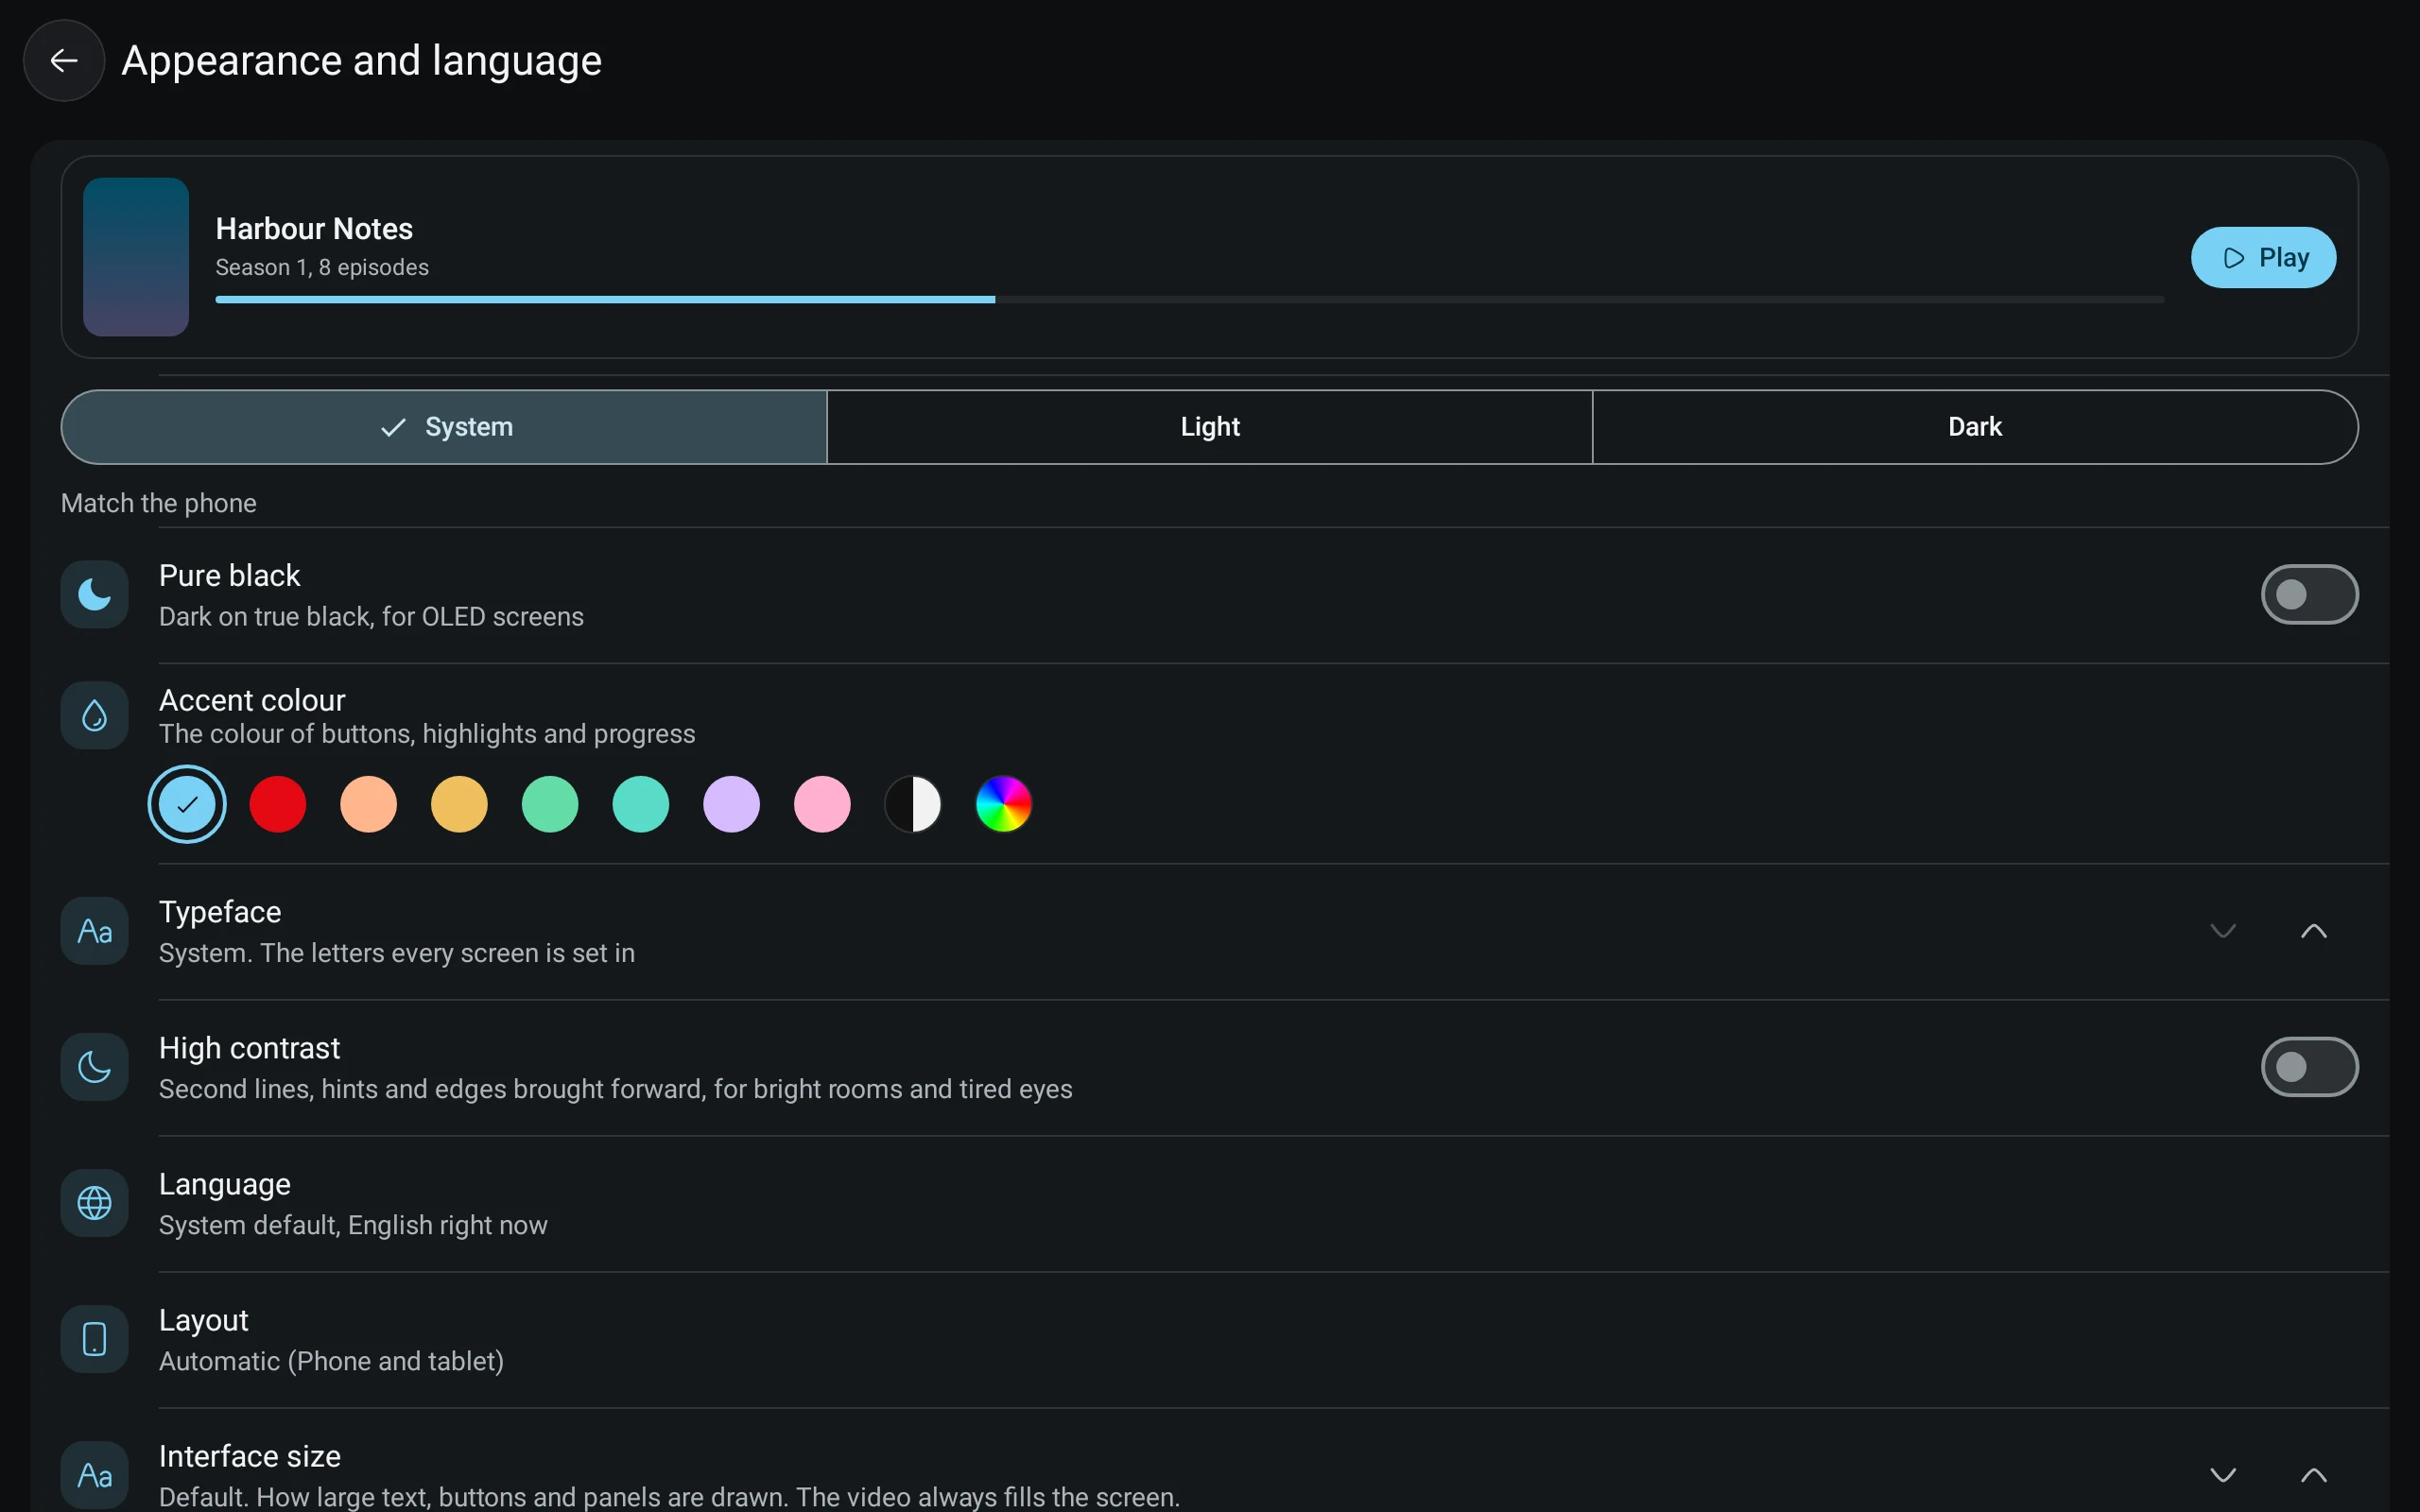 Appearance and language
Harbour Notes
Season 1, 8 episodes
Play
System
Light
Dark
Match the phone
Pure black
Dark on true black, for OLED screens
Accent colour
The colour of buttons, highlights and progress
Aa
Typeface
System. The letters every screen is set in
High contrast
Second lines, hints and edges brought forward, for bright rooms and tired eyes
Language
System default, English right now
Layout
Automatic (Phone and tablet)
Aa
Interface size
Default. How large text, buttons and panels are drawn. The video always fills the screen.